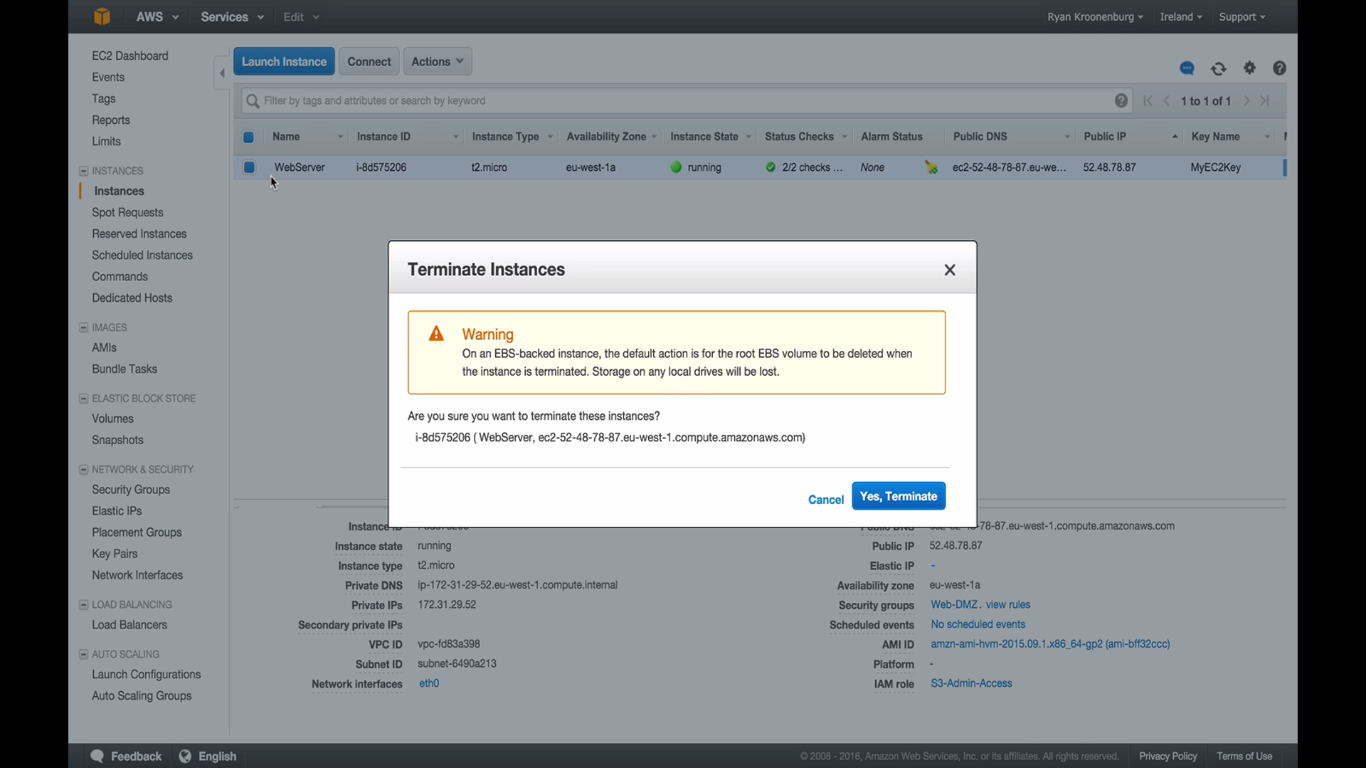 AWS Services Edit Ryan Kroonenburg Ireland Support
EC2 Dashboard
Events
Tags
Reports
Limits
INSTANCES
Instances
Spot Requests
Reserved Instances
Scheduled Instances
Commands
Dedicated Hosts
IMAGES
AMIs
Bundle Tasks
ELASTIC BLOCK STORE
Volumes
Snapshots
NETWORK & SECURITY
Security Groups
Elastic IPs
Placement Groups
Key Pairs
Network Interfaces
LOAD BALANCING
Load Balancers
AUTO SCALING
Launch Configurations
Auto Scaling Groups
Launch Instance Connect Actions
Filter by tags and attributes or search by keyword 1 to 1 of 1
Name Instance ID Instance Type Availability Zone Instance State Status Checks Alarm Status Public DNS Public IP Key Name
WebServer i-8d575206 t2.micro eu-west-1a running 2/2 checks ... None ec2-52-48-78-87.eu-we... 52.48.78.87 MyEC2Key
Terminate Instances
Warning
On an EBS-backed instance, the default action is for the root EBS volume to be deleted when
the instance is terminated. Storage on any local drives will be lost.
Are you sure you want to terminate these instances?
i-8d575206 ( WebServer, ec2-52-48-78-87.eu-west-1.compute.amazonaws.com)
Cancel Yes, Terminate
Instance state running
Instance type t2.micro
Private DNS ip-172-31-29-52.eu-west-1.compute.internal
Private IPs 172.31.29.52
Secondary private IPs
VPC ID vpc-fd83a398
Subnet ID subnet-6490a213
Network interfaces eth0
78-87.eu-west-1.compute.amazonaws.com
Public IP 52.48.78.87
Elastic IP -
Availability zone eu-west-1a
Security groups Web-DMZ. view rules
Scheduled events No scheduled events
AMI ID amzn-ami-hvm-2015.09.1.x86_64-gp2 (ami-bff32ccc)
Platform -
IAM role S3-Admin-Access
Feedback English © 2008 - 2016, Amazon Web Services, Inc. or its affiliates. All rights reserved. Privacy Policy Terms of Use